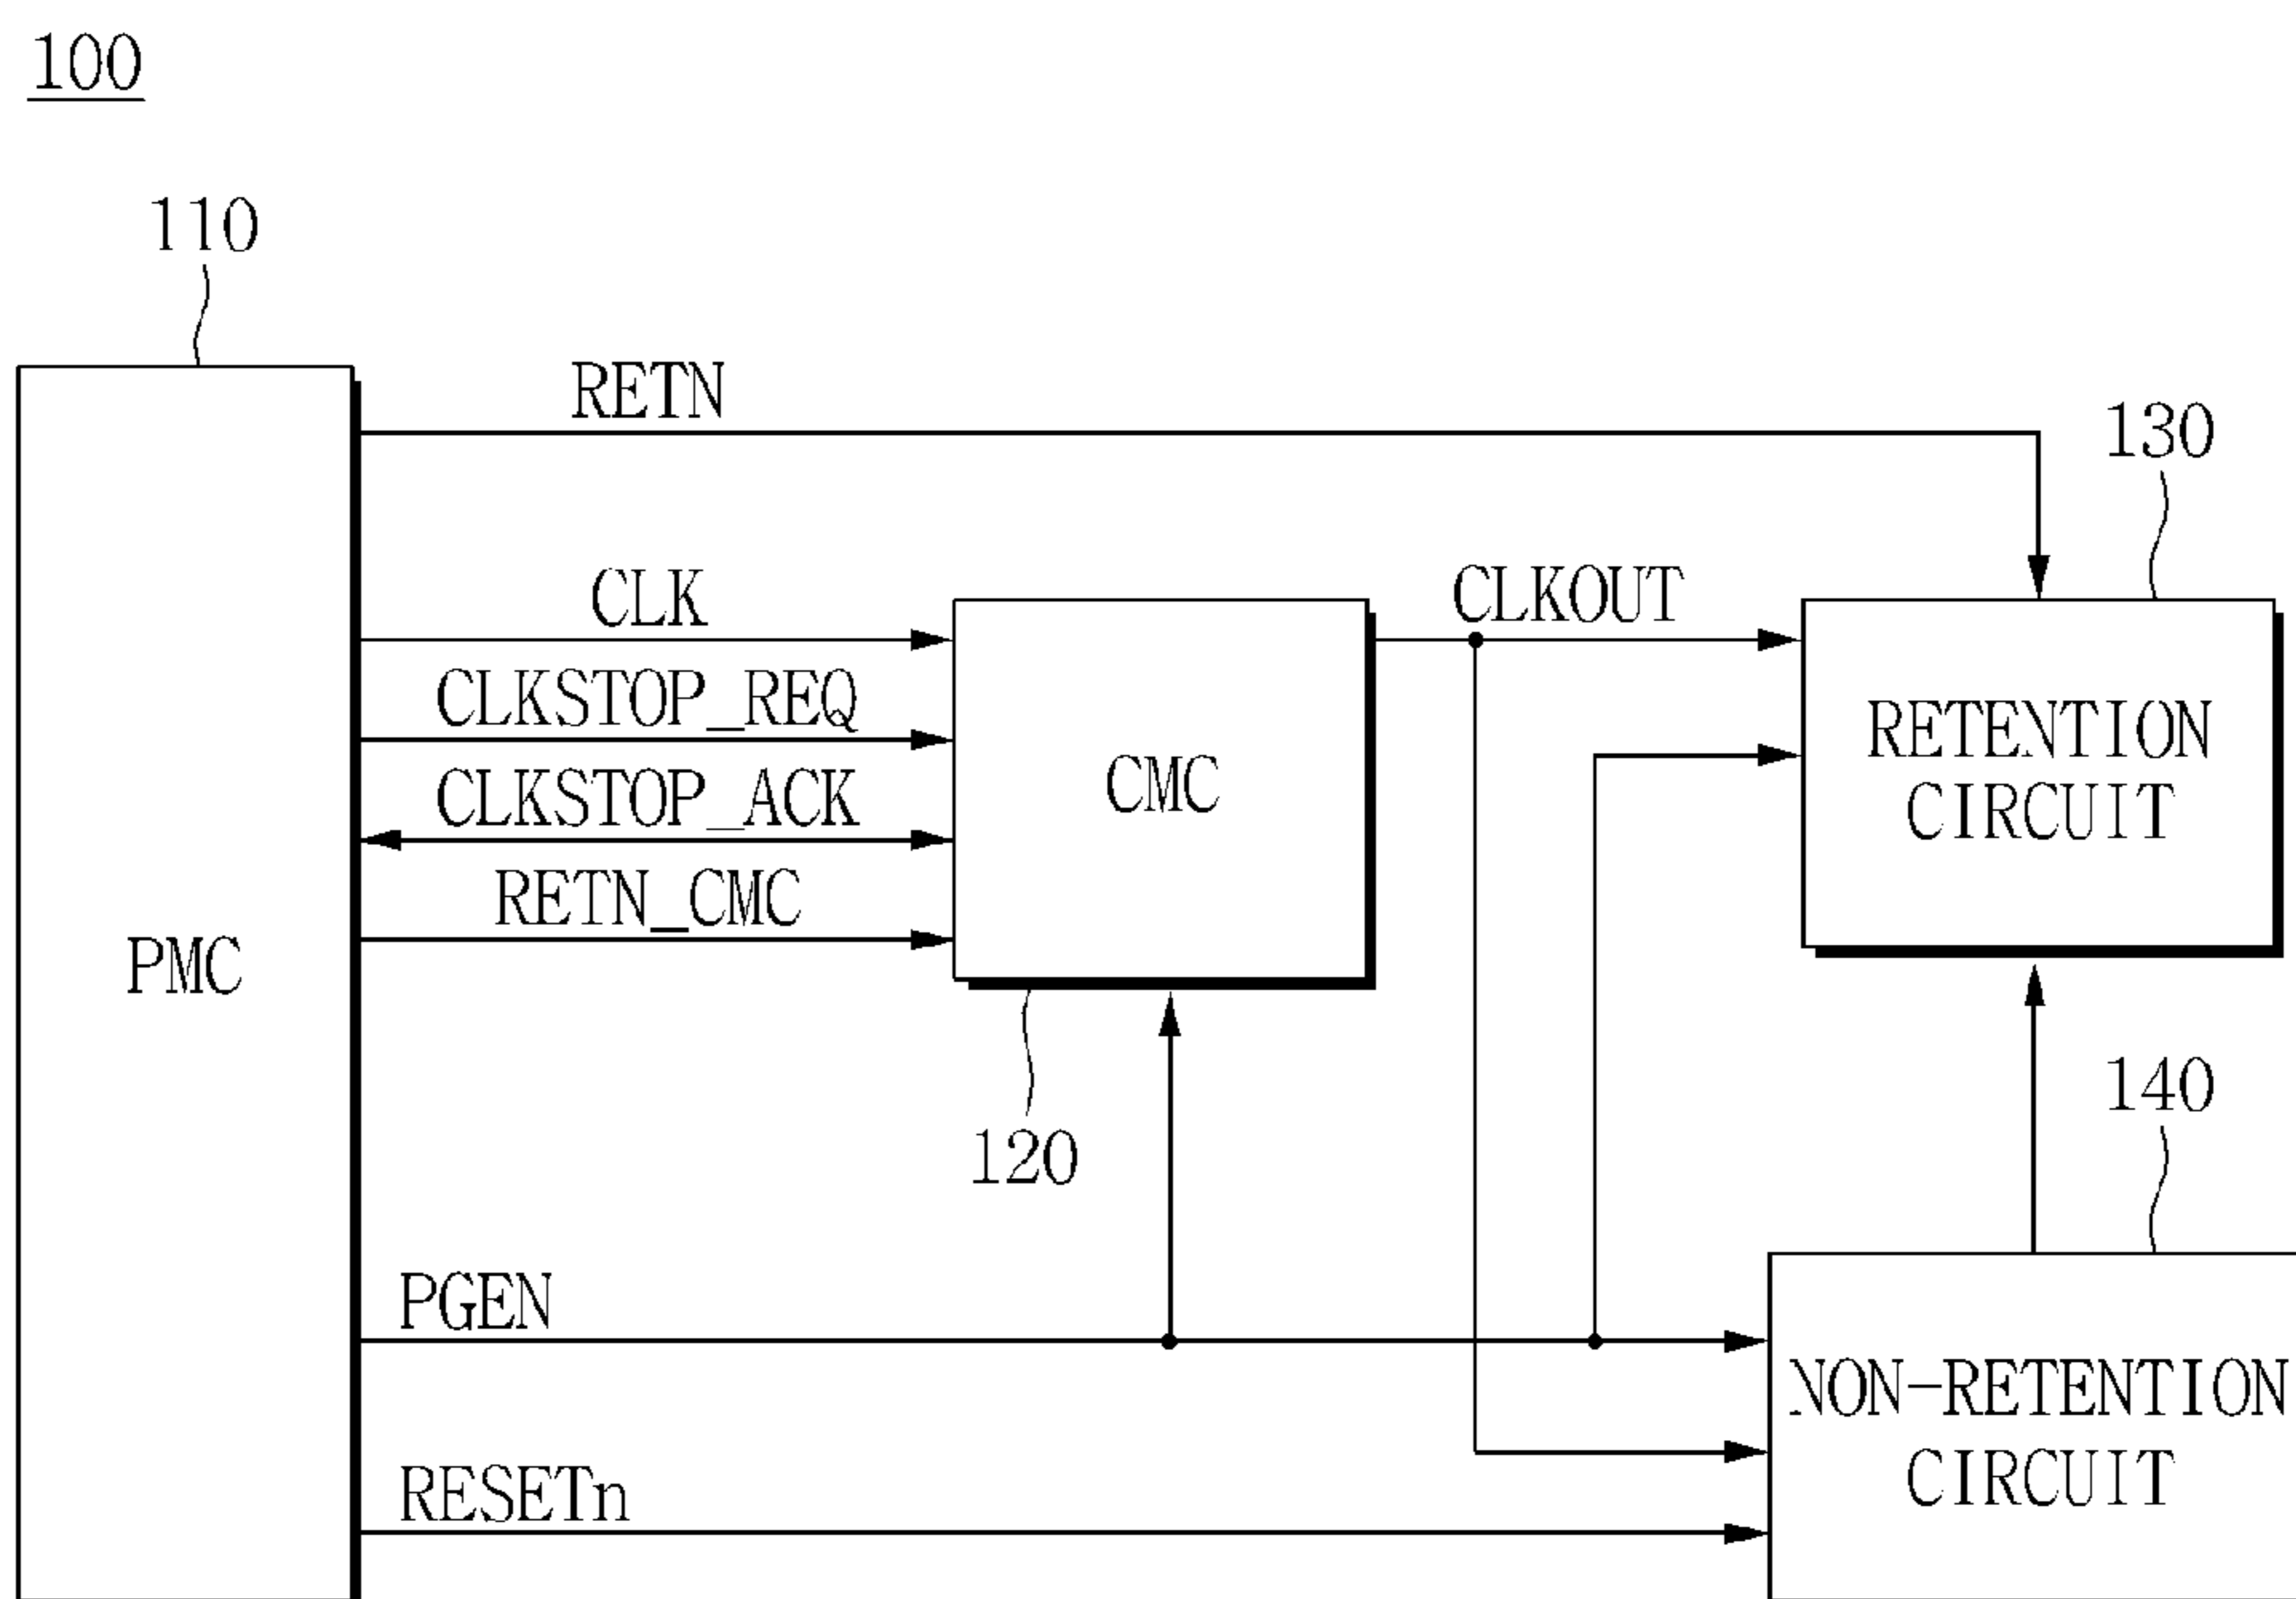 100
110
RETN
130
CLK
CLKOUT
CLKSTOP_REQ
RETENTION
CIRCUIT
CMC
CLKSTOP_ACK
RETN_CMC
PMC
120
140
PGEN
NON-RETENTION
CIRCUIT
RESETn